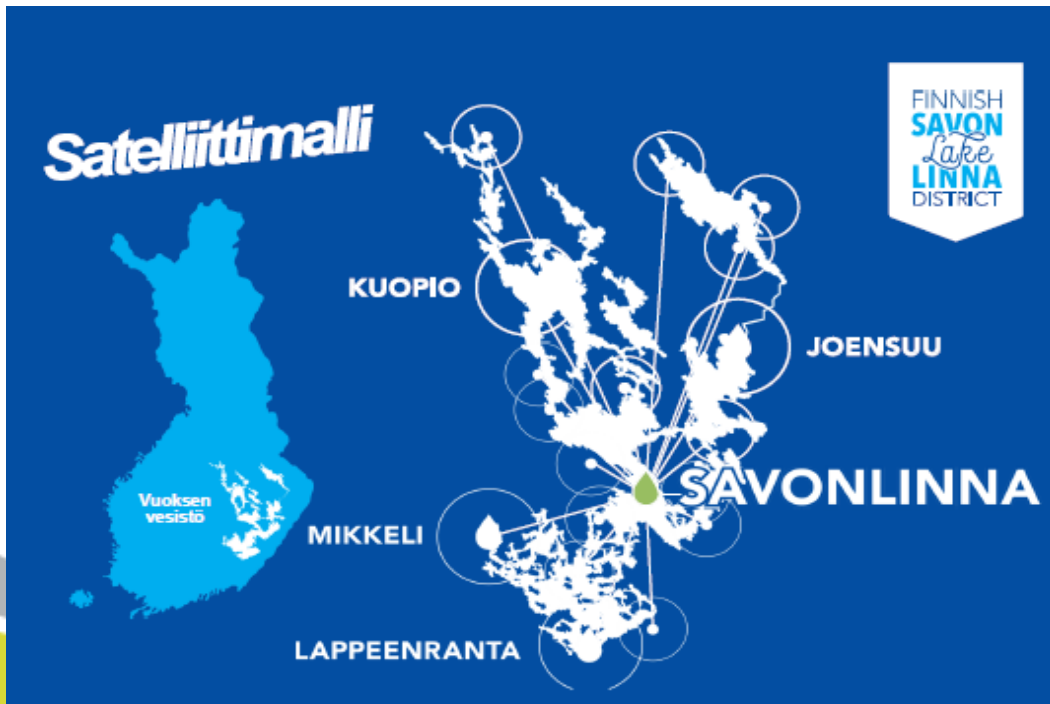 Satelliittimalli
FINNISH
SAVON
Lake
LINNA
DISTRICT
KUOPIO
JOENSUU
SAVONLINNA
Vuoksen
vesistö
MIKKELI
LAPPEENRANTA